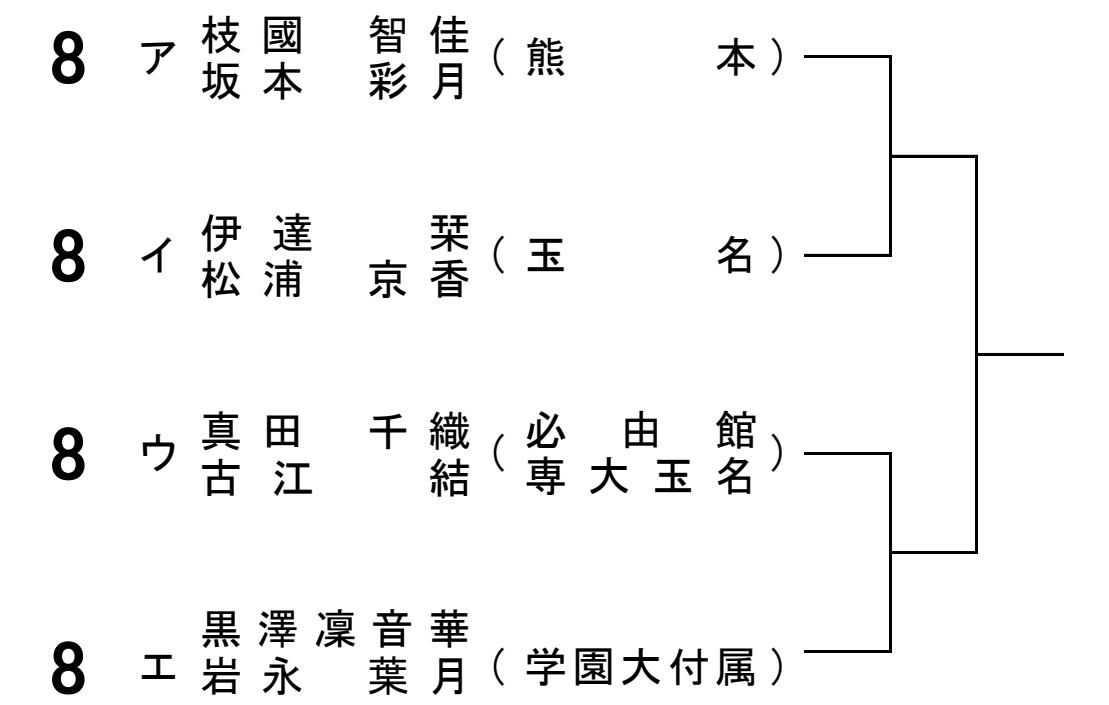 枝國 智佳
8 ア (熊 本)
坂本 彩月
伊達 栞
8 イ (玉 名)
松浦 京香
真田 千織 必由館
8 ウ ( )
古江 結 専大玉名
黒澤凜音華
8 エ (学園大付属)
岩永 葉月